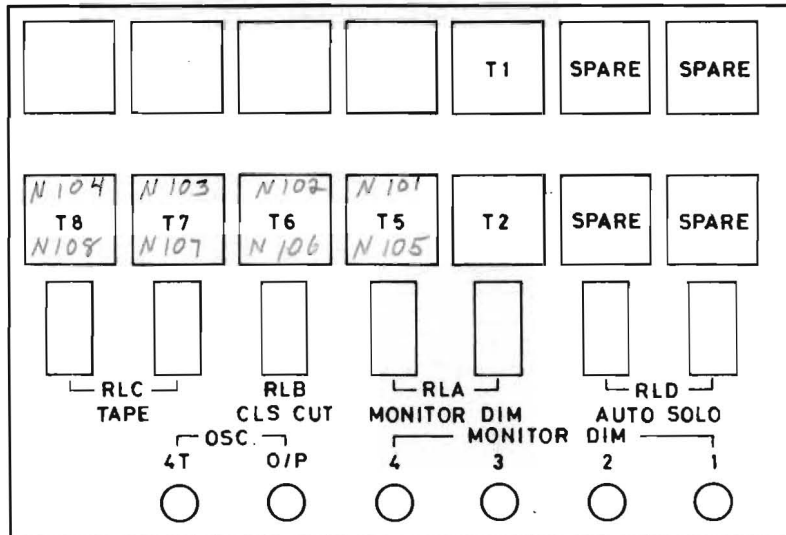 T1 SPARE SPARE
N104 N103 N102 N101
T8 T7 T6 T5 T2 SPARE SPARE
N108 N107 N106 N105
RLC RLB RLA RLD
TAPE CLS CUT MONITOR DIM AUTO SOLO
OSC. MONITOR DIM
4T O/P 4 3 2 1